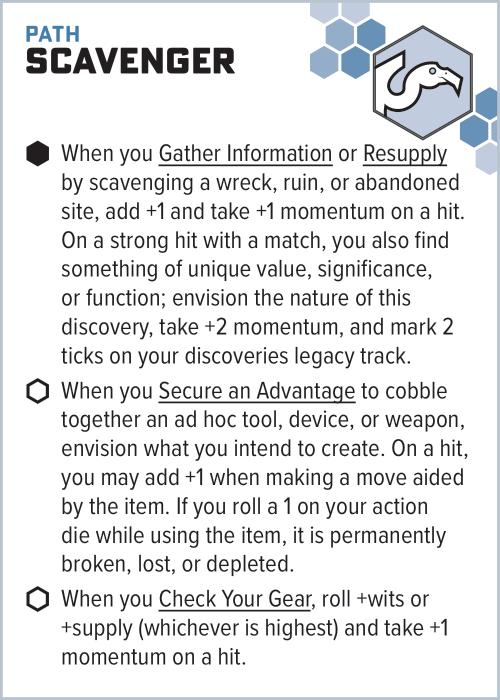 PATH
SCAVENGER
When you Gather Information or Resupply
by scavenging a wreck, ruin, or abandoned
site, add +1 and take +1 momentum on a hit.
On a strong hit with a match, you also find
something of unique value, significance,
or function; envision the nature of this
discovery, take +2 momentum, and mark 2
ticks on your discoveries legacy track.
When you Secure an Advantage to cobble
together an ad hoc tool, device, or weapon,
envision what you intend to create. On a hit,
you may add +1 when making a move aided
by the item. If you roll a 1 on your action
die while using the item, it is permanently
broken, lost, or depleted.
When you Check Your Gear, roll +wits or
+supply (whichever is highest) and take +1
momentum on a hit.